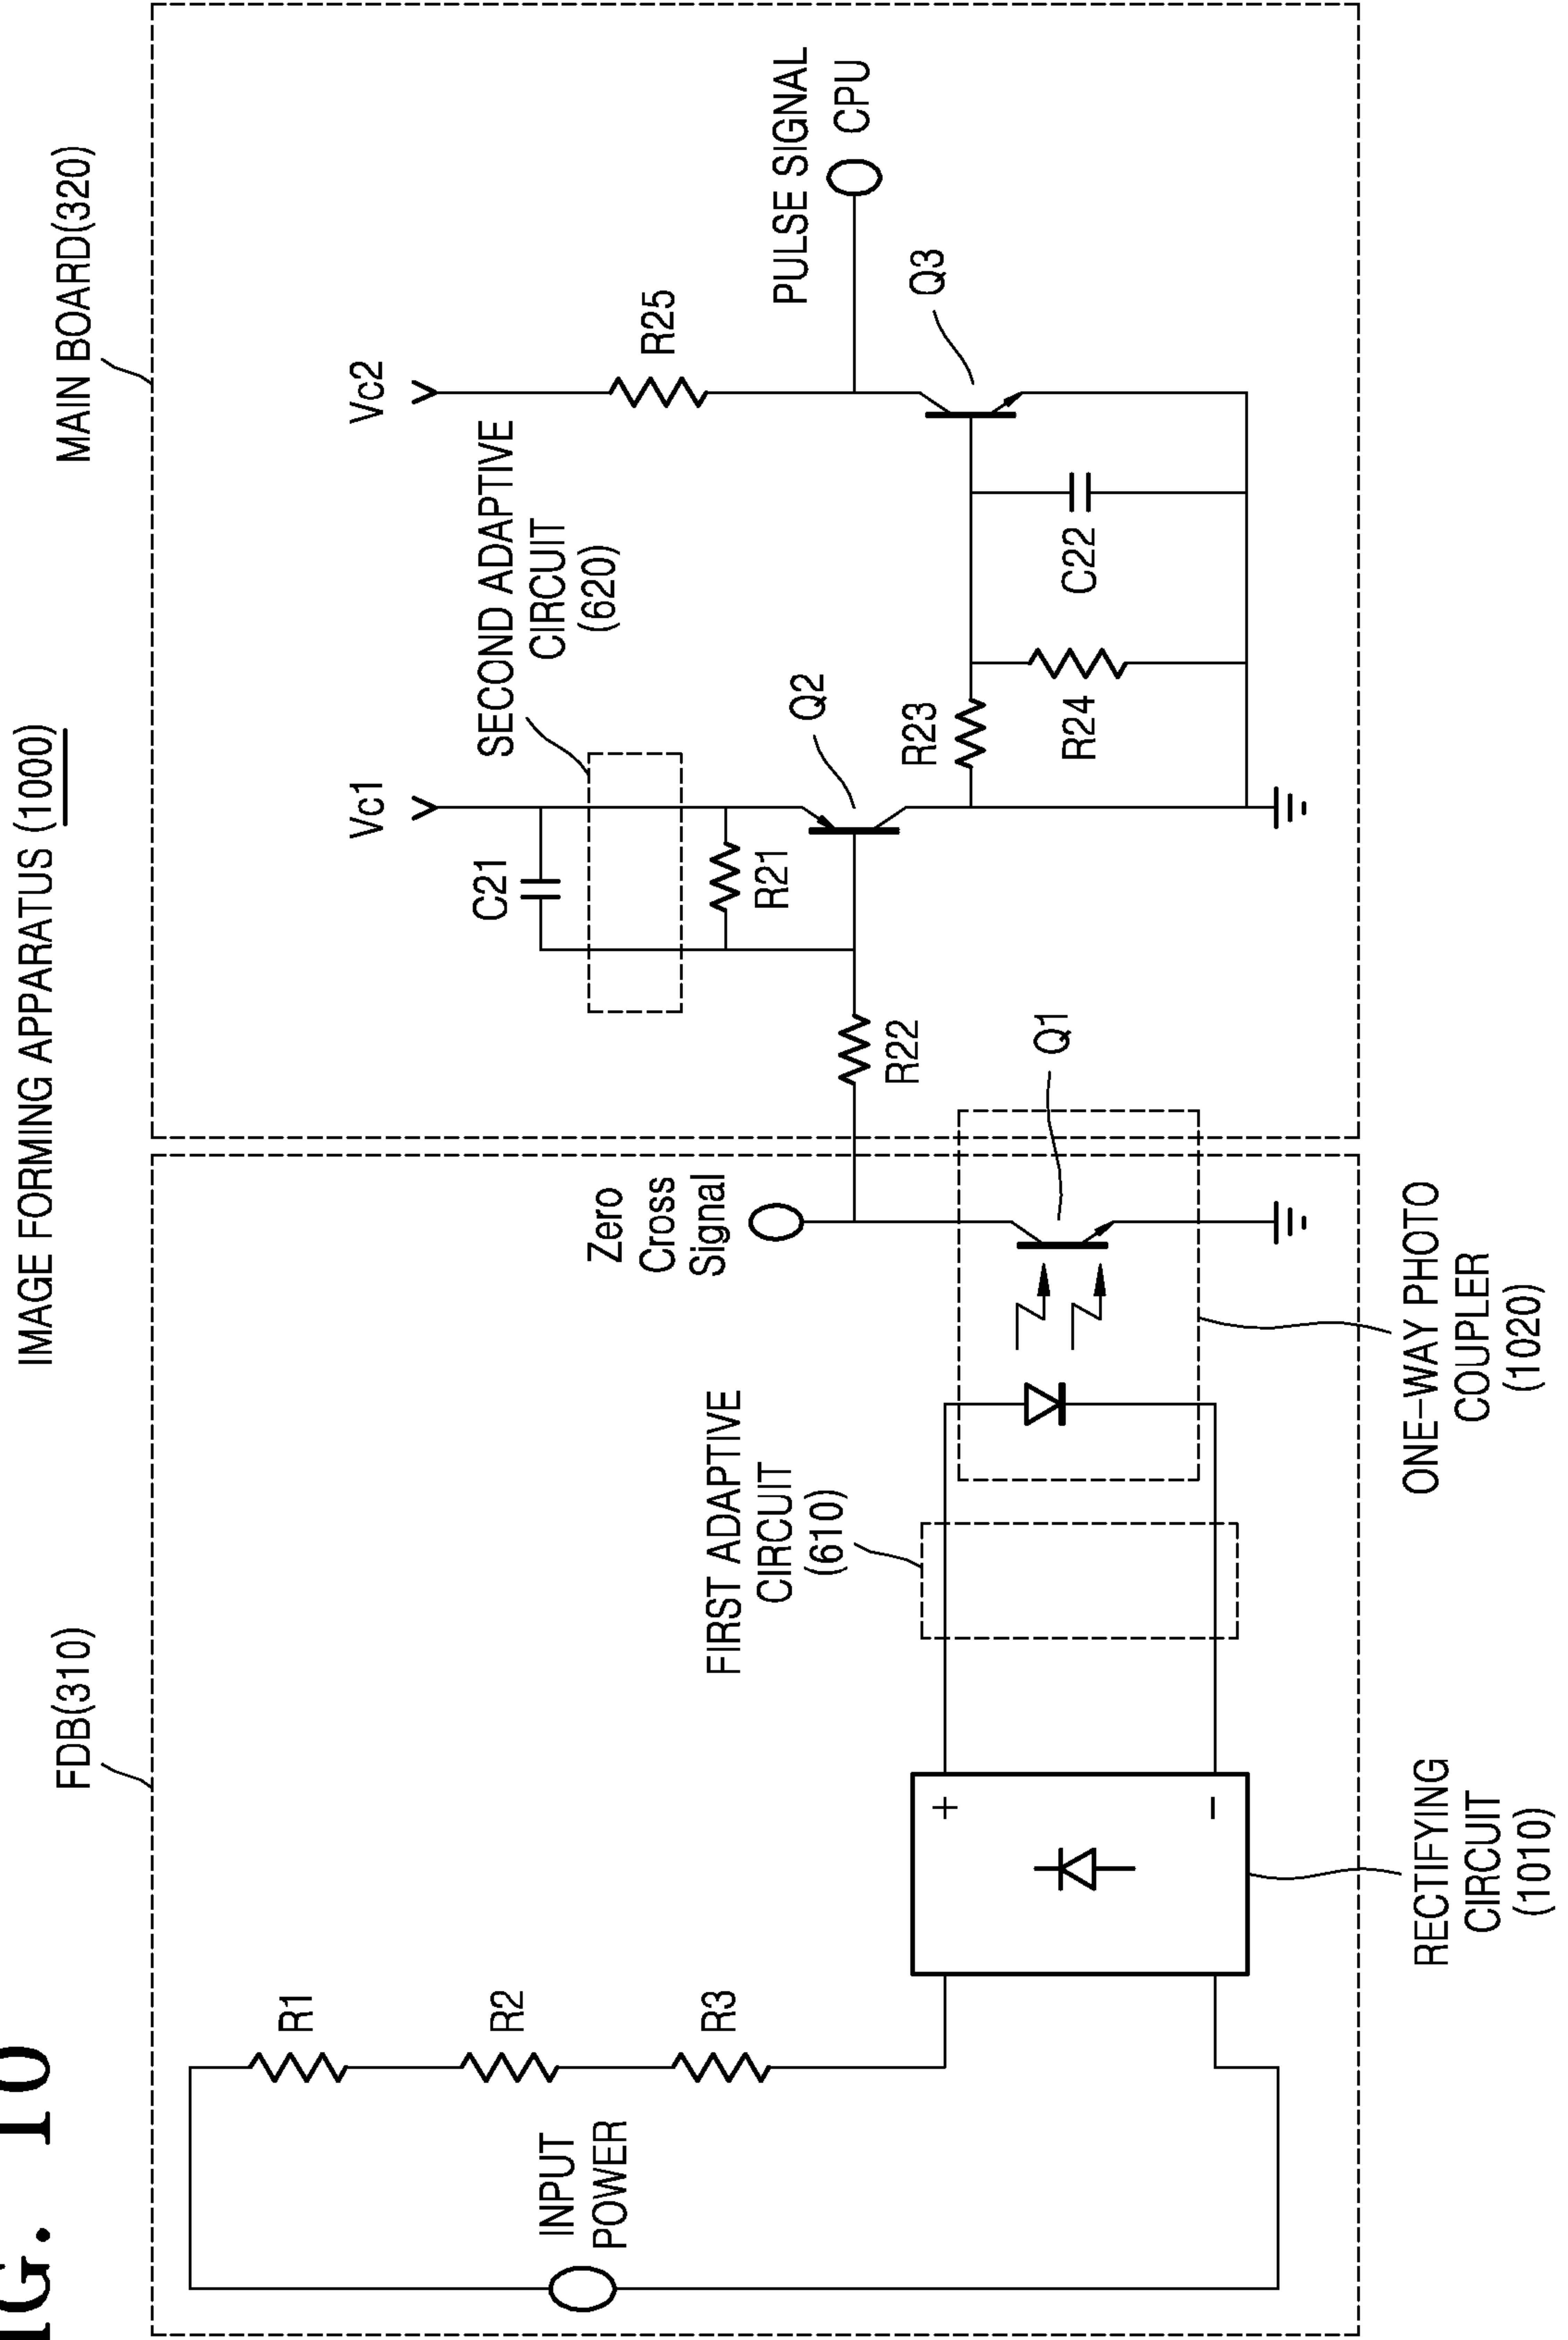 IG. 10
IMAGE FORMING APPARATUS (1000)
FDB(310)
MAIN BOARD(320)
INPUT
POWER
R1
R2
R3
+
−
RECTIFYING
CIRCUIT
(1010)
FIRST ADAPTIVE
CIRCUIT
(610)
Zero
Cross
Signal
Q1
ONE-WAY PHOTO
COUPLER
(1020)
R22
C21
R21
Vc1
Q2
SECOND ADAPTIVE
CIRCUIT
(620)
R23
R24
C22
Vc2
R25
Q3
PULSE SIGNAL
CPU